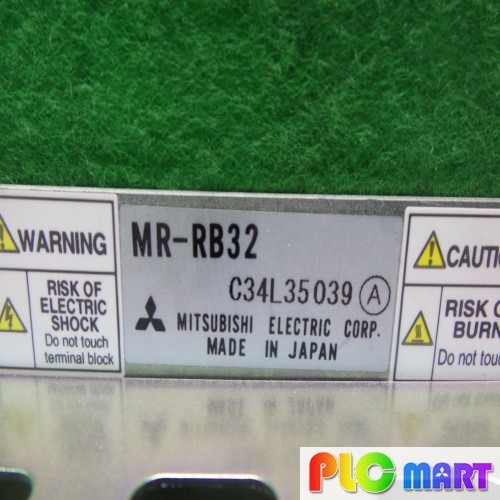 WARNING
RISK OF
ELECTRIC
SHOCK
Do not touch
terminal block
MR-RB32
C34L35039 A
MITSUBISHI ELECTRIC CORP.
MADE IN JAPAN
CAUTIO
RISK O
BURN
Do not touc
PLC MART